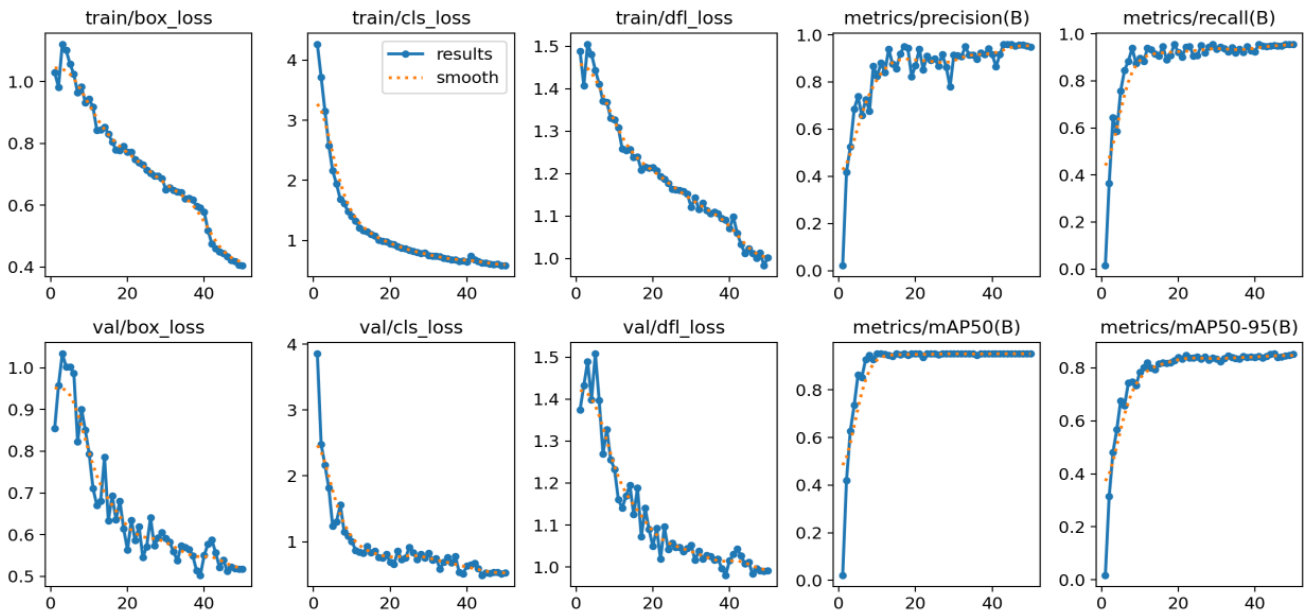 train/box_loss
train/cls_loss
train/dfl_loss
metrics/precision(B)
metrics/recall(B)
results
smooth
1.0
0.8
0.6
0.4
0 20 40
4
3
2
1
0 20 40
1.5
1.4
1.3
1.2
1.1
1.0
0 20 40
1.0
0.8
0.6
0.4
0.2
0.0
0 20 40
1.0
0.8
0.6
0.4
0.2
0.0
0 20 40
val/box_loss
val/cls_loss
val/dfl_loss
metrics/mAP50(B)
metrics/mAP50-95(B)
1.0
0.9
0.8
0.7
0.6
0.5
0 20 40
4
3
2
1
0 20 40
1.5
1.4
1.3
1.2
1.1
1.0
0 20 40
0.8
0.6
0.4
0.2
0.0
0 20 40
0.8
0.6
0.4
0.2
0.0
0 20 40